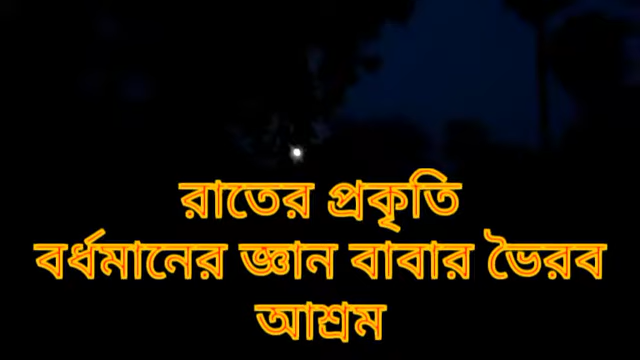 রাতের প্রকৃতি
বর্ধমানের জ্ঞান বাবার ভৈরব
আশ্রম